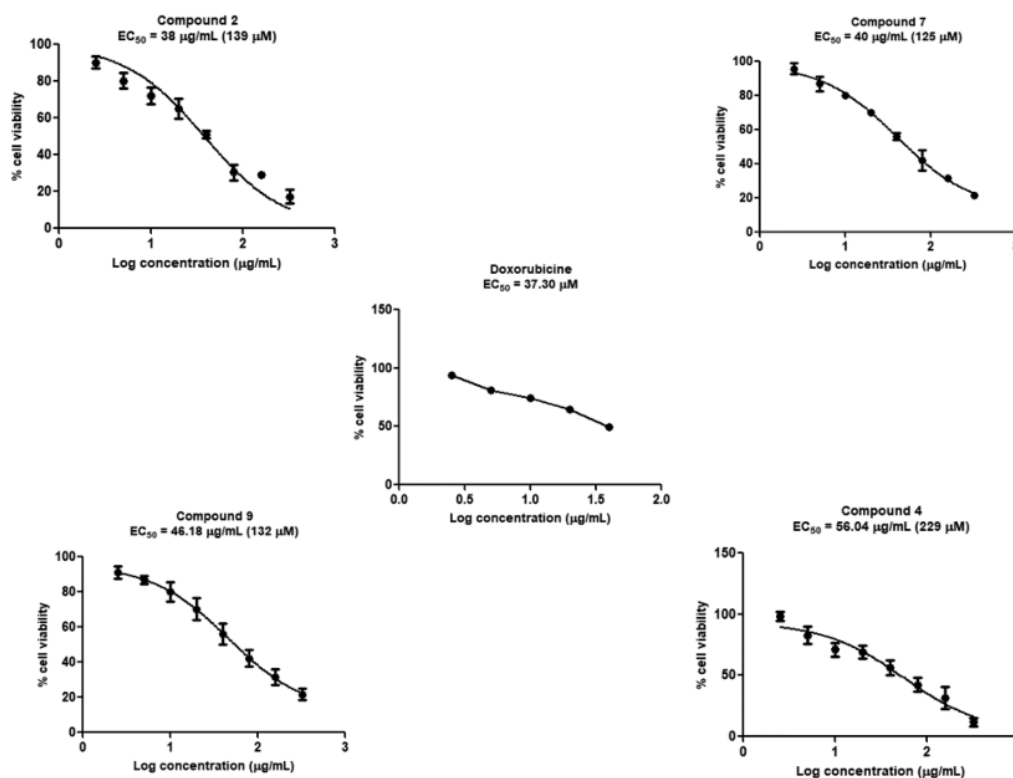 Compound 2
EC₅₀ = 38 µg/mL (139 µM)
100
80
60
40
20
0
% cell viability
0 1 2 3
Log concentration (µg/mL)
Compound 7
EC₅₀ = 40 µg/mL (125 µM)
100
80
60
40
20
0
% cell viability
0 1 2 3
Log concentration (µg/mL)
Doxorubicine
EC₅₀ = 37.30 µM
150
100
50
0
% cell viability
0.0 0.5 1.0 1.5 2.0
Log concentration (µg/mL)
Compound 9
EC₅₀ = 46.18 µg/mL (132 µM)
100
80
60
40
20
0
% cell viability
0 1 2 3
Log concentration (µg/mL)
Compound 4
EC₅₀ = 56.04 µg/mL (229 µM)
150
100
50
0
% cell viability
0 1 2 3
Log concentration (µg/mL)